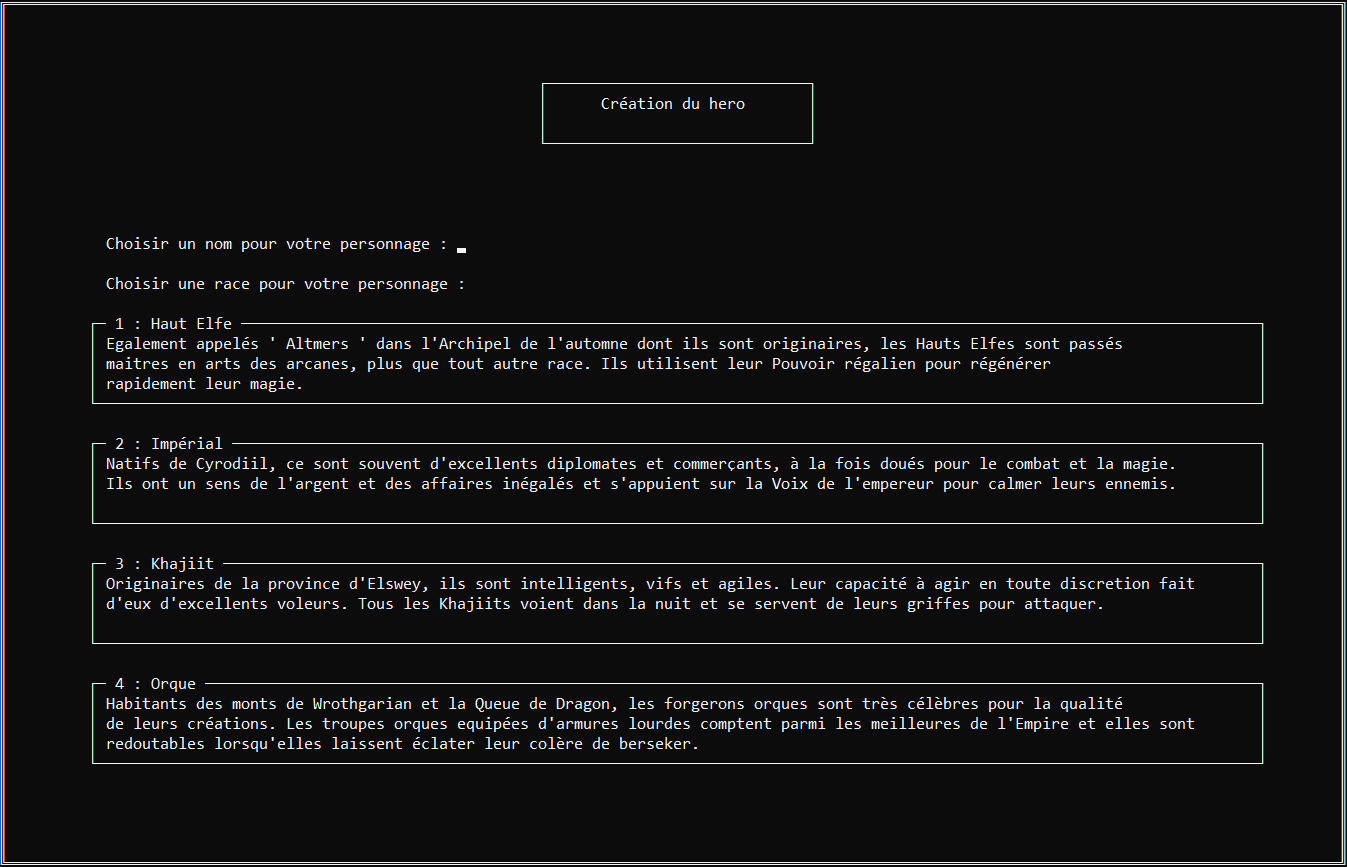 Création du hero
Choisir un nom pour votre personnage :
Choisir une race pour votre personnage :
1 : Haut Elfe
Egalement appelés ' Altmers ' dans l'Archipel de l'automne dont ils sont originaires, les Hauts Elfes sont passés
maitres en arts des arcanes, plus que tout autre race. Ils utilisent leur Pouvoir régalien pour régénérer
rapidement leur magie.
2 : Impérial
Natifs de Cyrodiil, ce sont souvent d'excellents diplomates et commerçants, à la fois doués pour le combat et la magie.
Ils ont un sens de l'argent et des affaires inégalés et s'appuient sur la Voix de l'empereur pour calmer leurs ennemis.
3 : Khajiit
Originaires de la province d'Elswey, ils sont intelligents, vifs et agiles. Leur capacité à agir en toute discretion fait
d'eux d'excellents voleurs. Tous les Khajiits voient dans la nuit et se servent de leurs griffes pour attaquer.
4 : Orque
Habitants des monts de Wrothgarian et la Queue de Dragon, les forgerons orques sont très célèbres pour la qualité
de leurs créations. Les troupes orques equipées d'armures lourdes comptent parmi les meilleures de l'Empire et elles sont
redoutables lorsqu'elles laissent éclater leur colère de berseker.